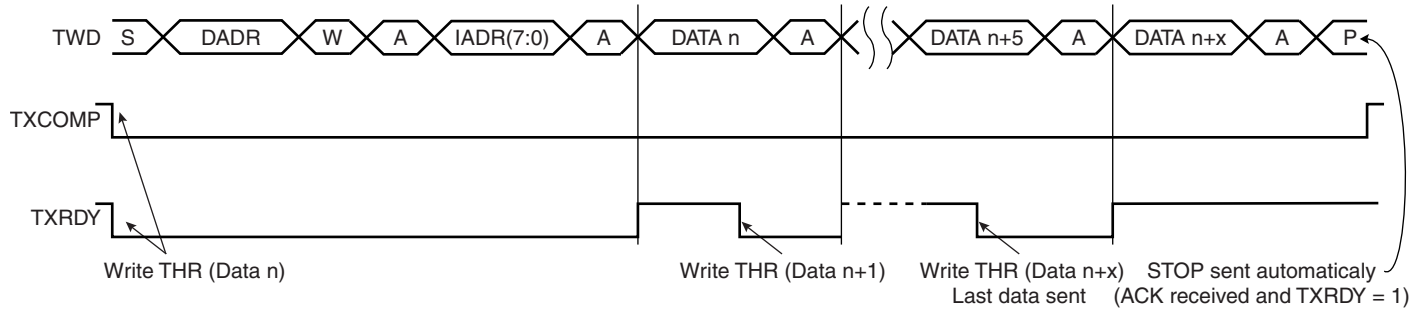 TWD S DADR W A IADR(7:0) A DATA n A DATA n+5 A DATA n+x A P
TXCOMP
TXRDY
Write THR (Data n) Write THR (Data n+1) Write THR (Data n+x) STOP sent automaticaly
Last data sent (ACK received and TXRDY = 1)